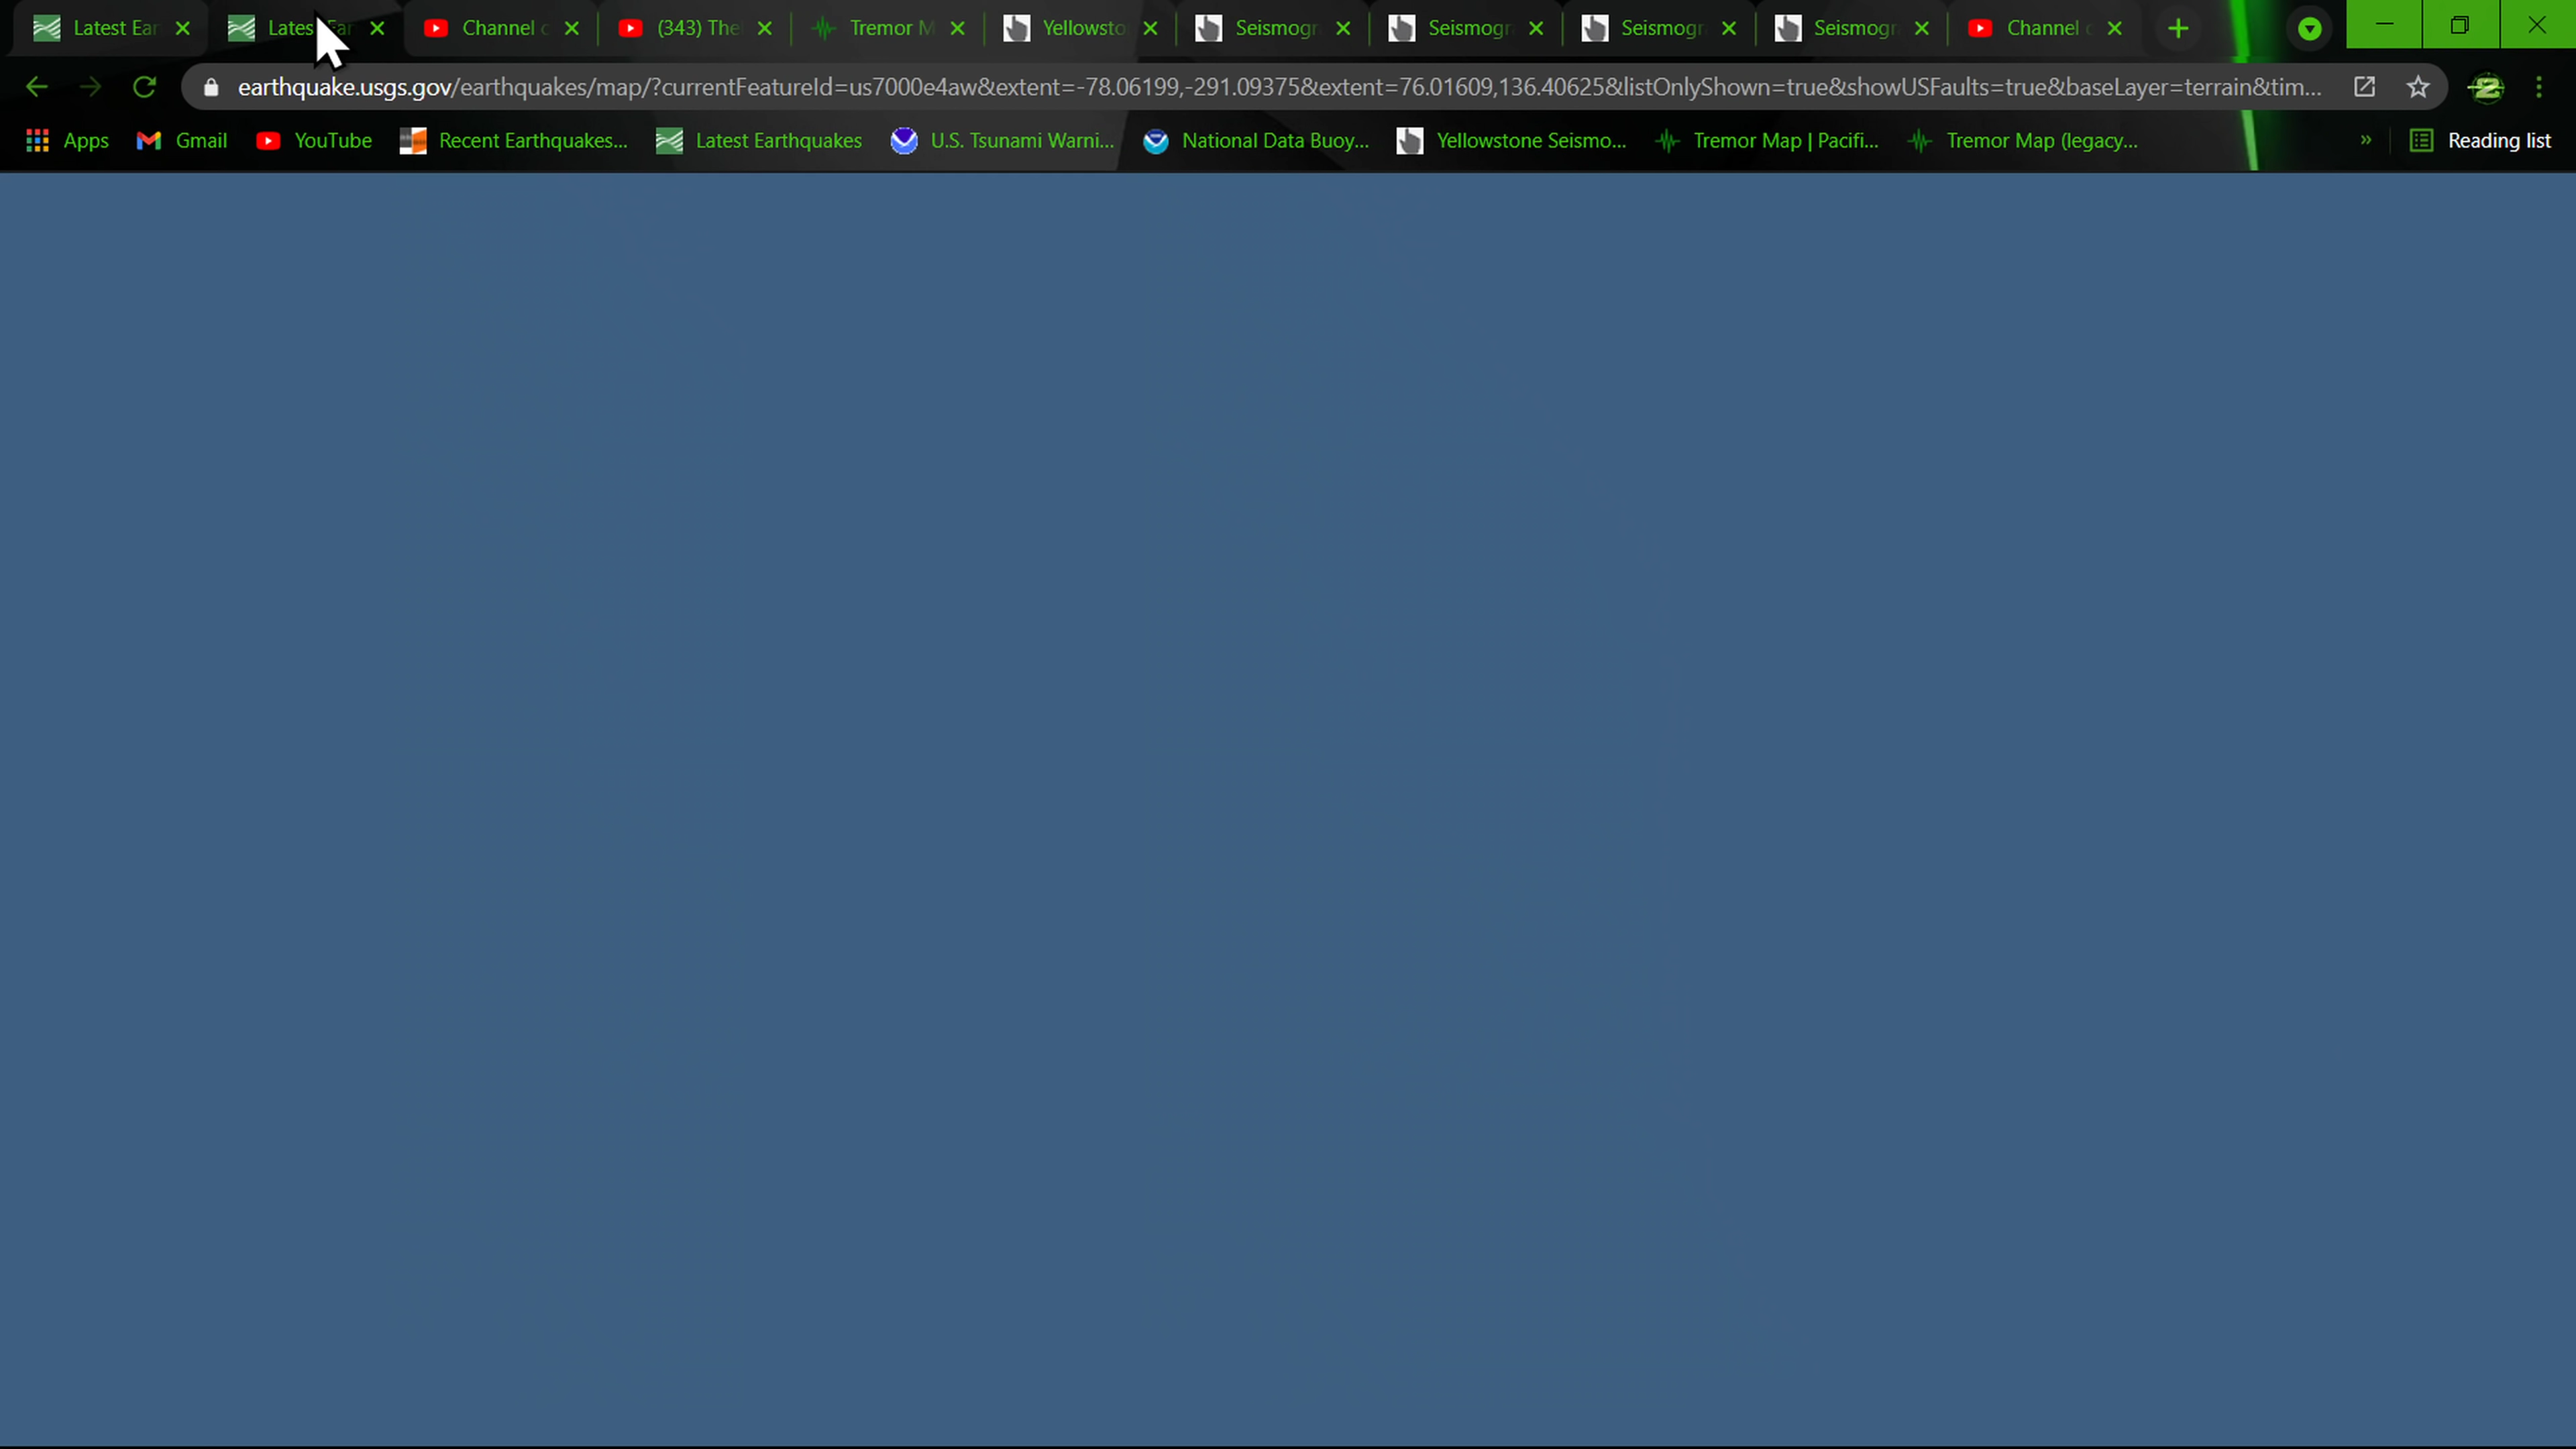 Latest Ear
Lates
Channel
(343) The
Tremor M
Yellowsto
Seismogr
Seismogr
Seismogr
Seismogr
Channel
earthquake.usgs.gov/earthquakes/map/?currentFeatureId=us7000e4aw&extent=-78.06199,-291.09375&extent=76.01609,136.40625&listOnlyShown=true&showUSFaults=true&baseLayer=terrain&tim...
Apps
Gmail
YouTube
Recent Earthquakes...
Latest Earthquakes
U.S. Tsunami Warni...
National Data Buoy...
Yellowstone Seismo...
Tremor Map | Pacifi...
Tremor Map (legacy...
»
Reading list